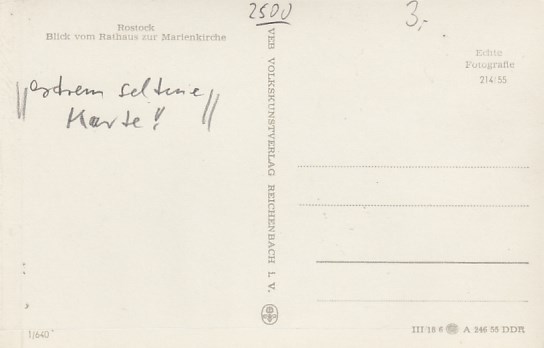 2500
3,-
Rostock
Blick vom Rathaus zur Marienkirche
Echte
Fotografie
214/55
"extrem seltene
Karte!"
VEB VOLKSKUNSTVERLAG REICHENBACH I. V.
1/640
III 18 6 A 246 55 DDR